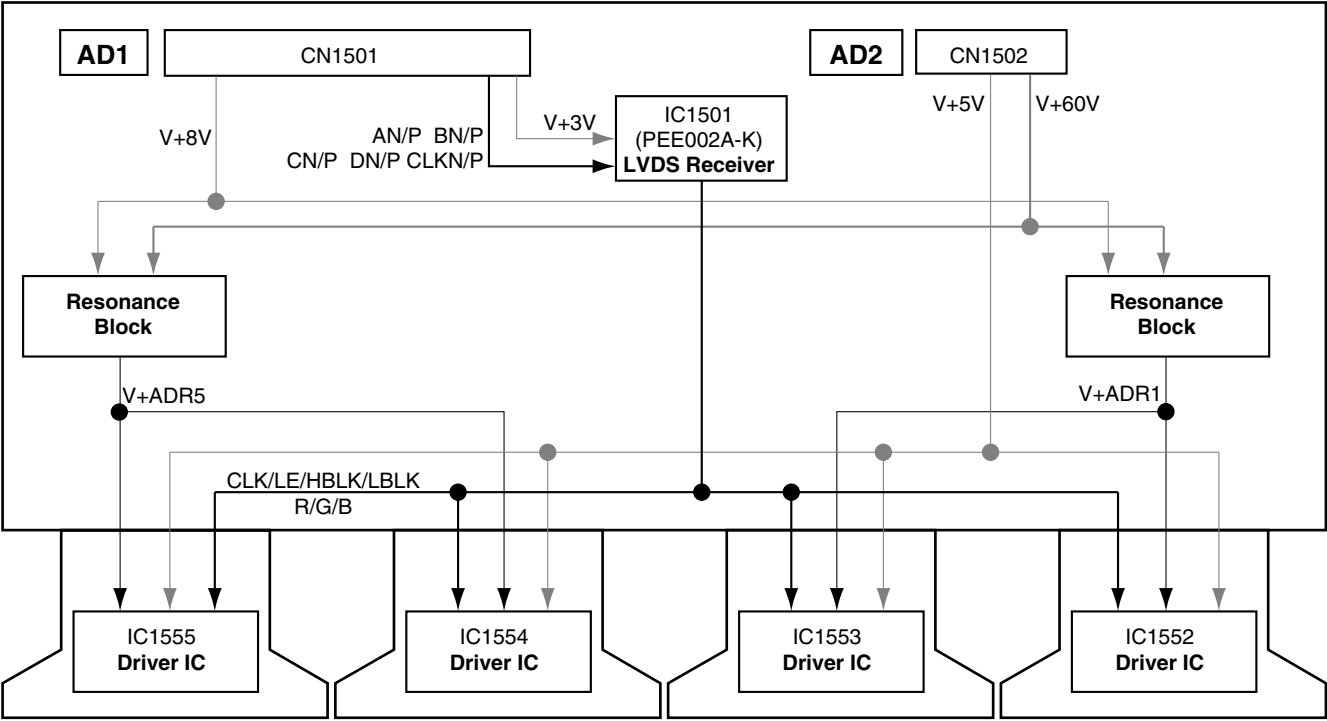 AD1
CN1501
AD2
CN1502
V+8V
AN/P BN/P
CN/P DN/P CLKN/P
V+3V
IC1501
(PEE002A-K)
LVDS Receiver
V+5V
V+60V
Resonance
Block
Resonance
Block
V+ADR5
V+ADR1
CLK/LE/HBLK/LBLK
R/G/B
IC1555
Driver IC
IC1554
Driver IC
IC1553
Driver IC
IC1552
Driver IC